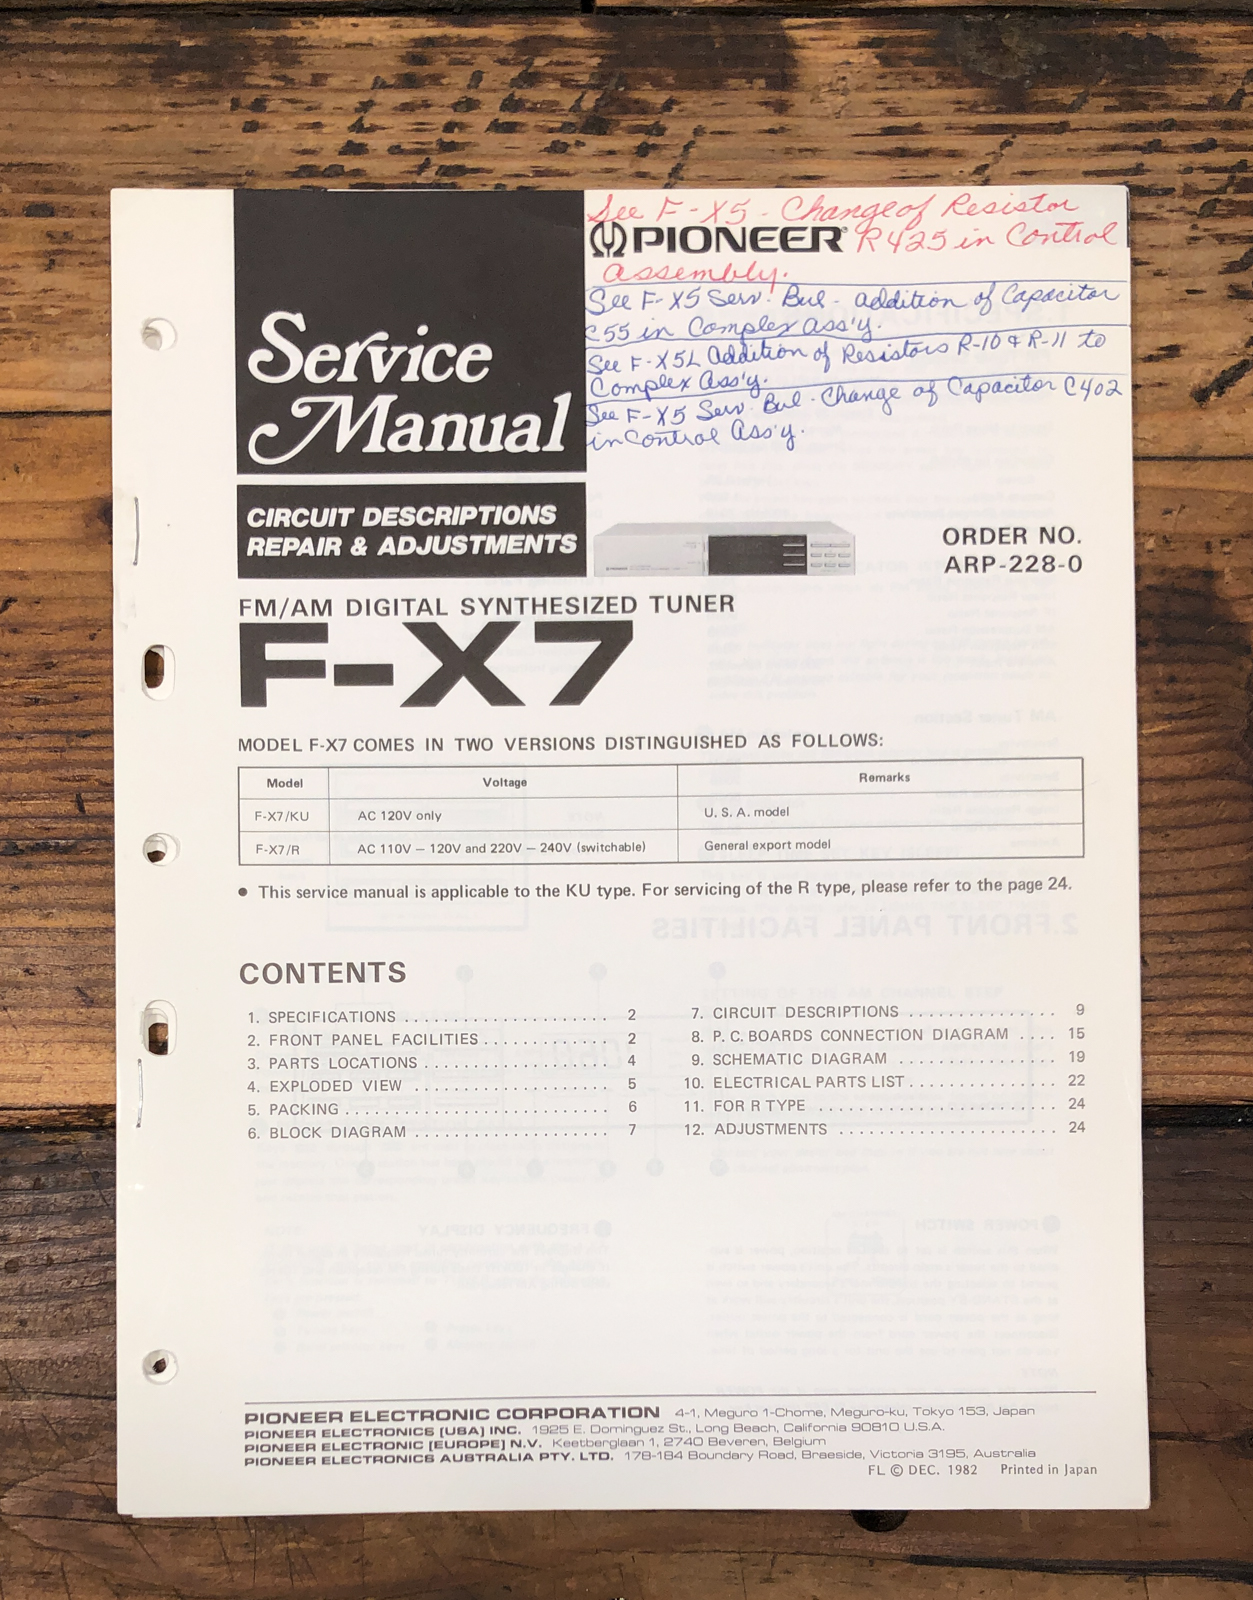 See F-X5 - Change of Resistor
PIONEER® R425 in Control
assembly.
See F-X5 Serv. Bul - addition of Capacitor
C55 in Complex ass'y.
See F-X5L Addition of Resistors R-10 & R-11 to
Complex Ass'y.
See F-X5 Serv. Bul - Change of Capacitor C402
in Control Ass'y.
Service
Manual
CIRCUIT DESCRIPTIONS
REPAIR & ADJUSTMENTS
ORDER NO.
ARP-228-0
FM/AM DIGITAL SYNTHESIZED TUNER
F-X7
MODEL F-X7 COMES IN TWO VERSIONS DISTINGUISHED AS FOLLOWS:
Model Voltage Remarks
F-X7/KU AC 120V only U. S. A. model
F-X7/R AC 110V – 120V and 220V – 240V (switchable) General export model
● This service manual is applicable to the KU type. For servicing of the R type, please refer to the page 24.
CONTENTS
1. SPECIFICATIONS . . . . . . . . . . . . . . . . . . . . . . . 2
2. FRONT PANEL FACILITIES . . . . . . . . . . . . . . 2
3. PARTS LOCATIONS . . . . . . . . . . . . . . . . . . . . . 4
4. EXPLODED VIEW . . . . . . . . . . . . . . . . . . . . . . 5
5. PACKING . . . . . . . . . . . . . . . . . . . . . . . . . . . . . 6
6. BLOCK DIAGRAM . . . . . . . . . . . . . . . . . . . . . . 7
7. CIRCUIT DESCRIPTIONS . . . . . . . . . . . . . . . . 9
8. P. C. BOARDS CONNECTION DIAGRAM . . . . 15
9. SCHEMATIC DIAGRAM . . . . . . . . . . . . . . . . . 19
10. ELECTRICAL PARTS LIST . . . . . . . . . . . . . . . . 22
11. FOR R TYPE . . . . . . . . . . . . . . . . . . . . . . . . . . 24
12. ADJUSTMENTS . . . . . . . . . . . . . . . . . . . . . . . . 24
PIONEER ELECTRONIC CORPORATION 4-1, Meguro 1-Chome, Meguro-ku, Tokyo 153, Japan
PIONEER ELECTRONICS [USA] INC. 1925 E. Dominguez St., Long Beach, California 90810 U.S.A.
PIONEER ELECTRONIC [EUROPE] N.V. Keetberglaan 1, 2740 Beveren, Belgium
PIONEER ELECTRONICS AUSTRALIA PTY. LTD. 178-184 Boundary Road, Braeside, Victoria 3195, Australia
FL © DEC. 1982 Printed in Japan